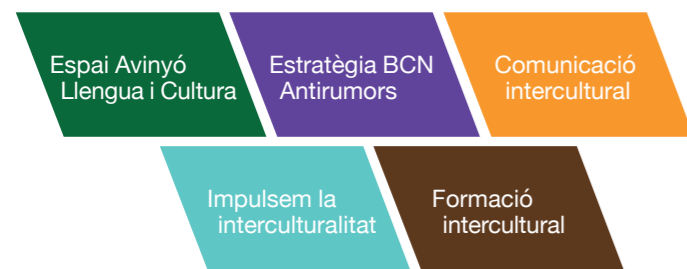 Espai Avinyó
Llengua i Cultura
Estratègia BCN
Antirumors
Comunicació
intercultural
Impulsem la
interculturalitat
Formació
intercultural